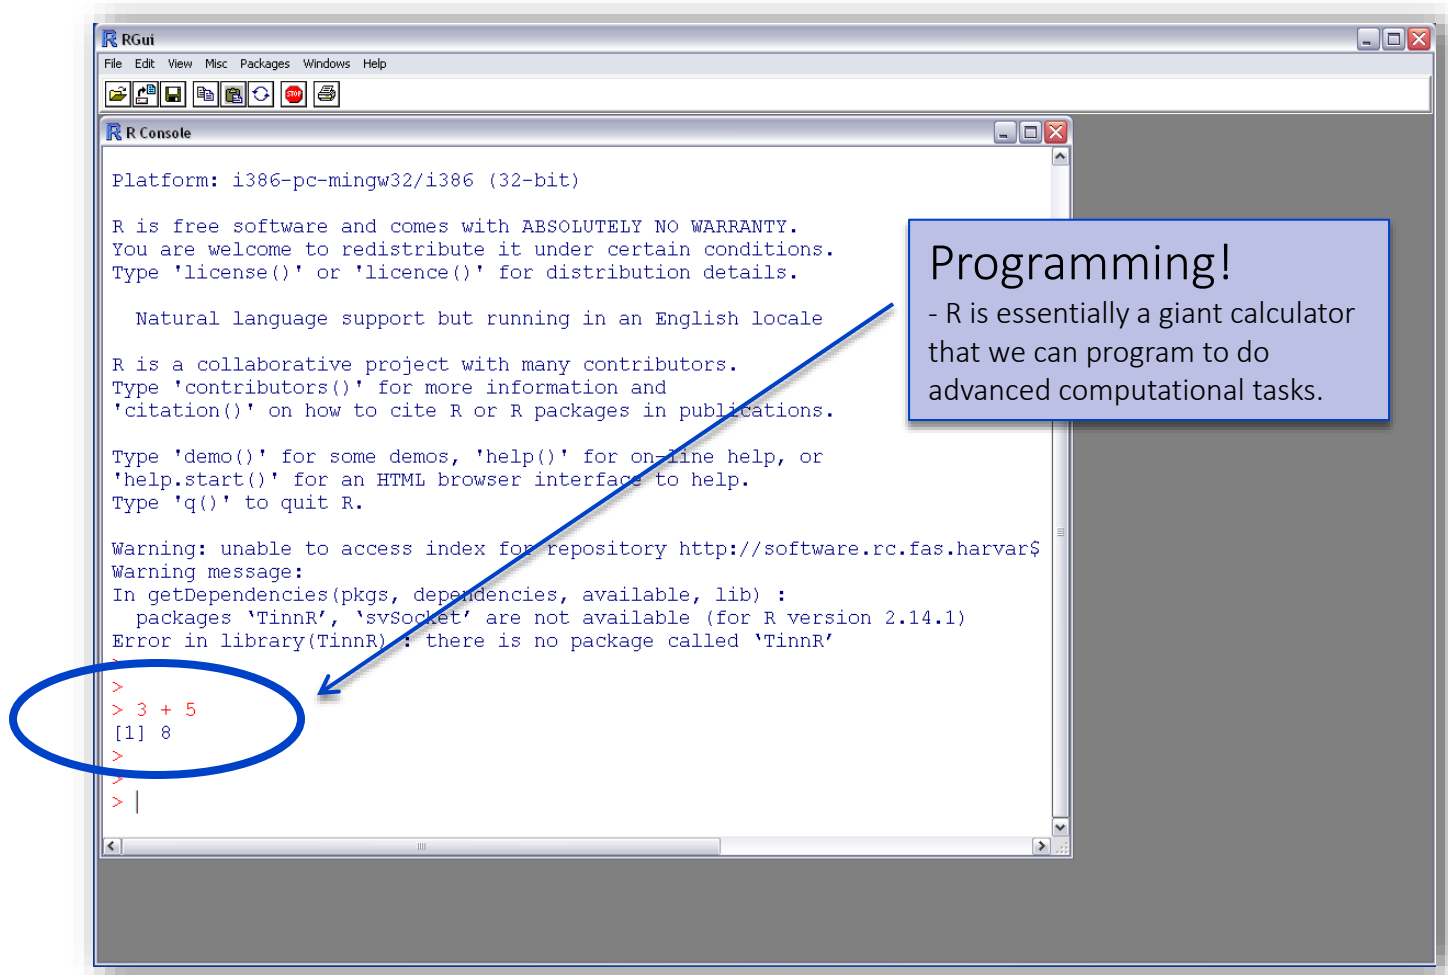 RGui
File Edit View Misc Packages Windows Help
STOP
R Console
Platform: i386-pc-mingw32/i386 (32-bit)
R is free software and comes with ABSOLUTELY NO WARRANTY.
You are welcome to redistribute it under certain conditions.
Type 'license()' or 'licence()' for distribution details.
Natural language support but running in an English locale
R is a collaborative project with many contributors.
Type 'contributors()' for more information and
'citation()' on how to cite R or R packages in publications.
Type 'demo()' for some demos, 'help()' for on-line help, or
'help.start()' for an HTML browser interface to help.
Type 'q()' to quit R.
Warning: unable to access index for repository http://software.rc.fas.harvar$
Warning message:
In getDependencies(pkgs, dependencies, available, lib) :
packages ‘TinnR’, ‘svSocket’ are not available (for R version 2.14.1)
Error in library(TinnR) : there is no package called ‘TinnR’
>
>
> 3 + 5
[1] 8
>
>
>
Programming!
- R is essentially a giant calculator
that we can program to do
advanced computational tasks.